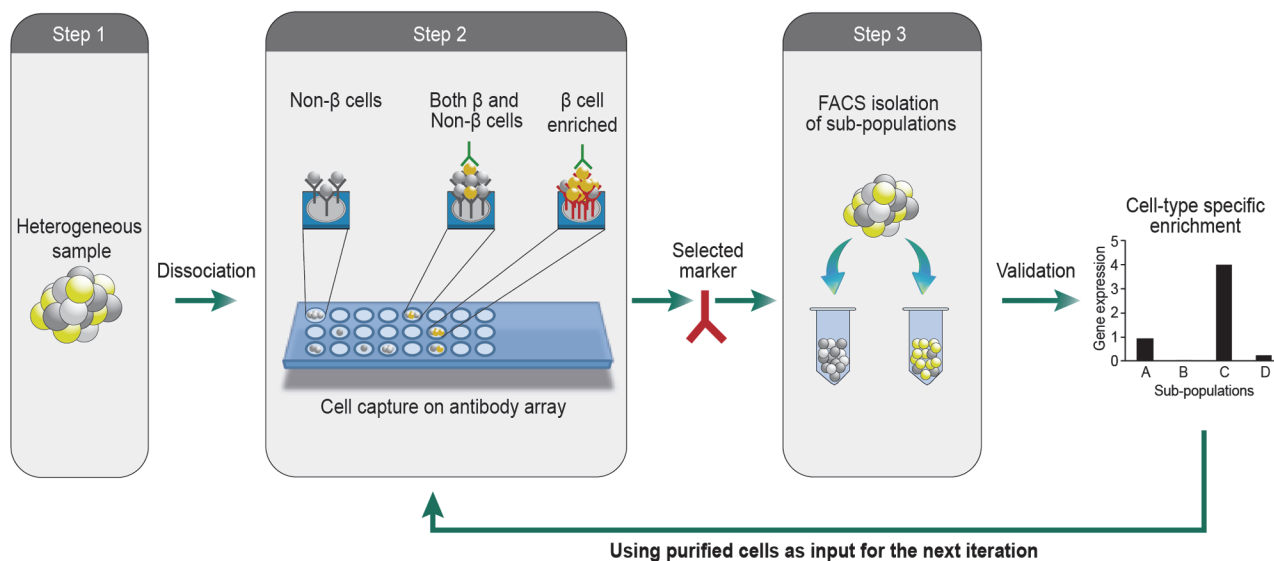 Step 1
Heterogeneous
sample
Dissociation
Step 2
Non-β cells
Both β and
Non-β cells
β cell
enriched
Cell capture on antibody array
Selected
marker
Step 3
FACS isolation
of sub-populations
Validation
Cell-type specific
enrichment
Gene expression
5
4
3
2
1
0
A B C D
Sub-populations
Using purified cells as input for the next iteration